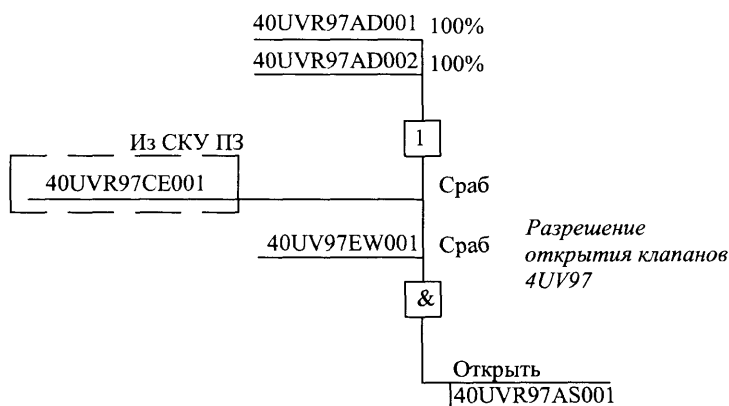 40UVR97AD001 100%
40UVR97AD002 100%
1
Из СКУ ПЗ
40UVR97CE001 Сраб
40UV97EW001 Сраб
Разрешение
открытия клапанов
4UV97
&
Открыть
40UVR97AS001